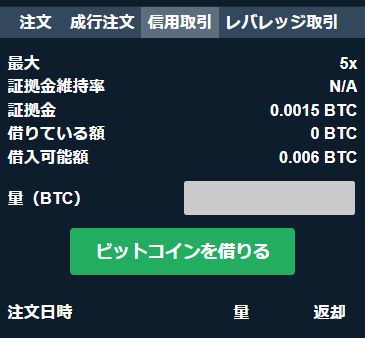 注文 成行注文 信用取引 レバレッジ取引
最大 5x
証拠金維持率 N/A
証拠金 0.0015 BTC
借りている額 0 BTC
借入可能額 0.006 BTC
量（BTC）
ビットコインを借りる
注文日時 量 返却